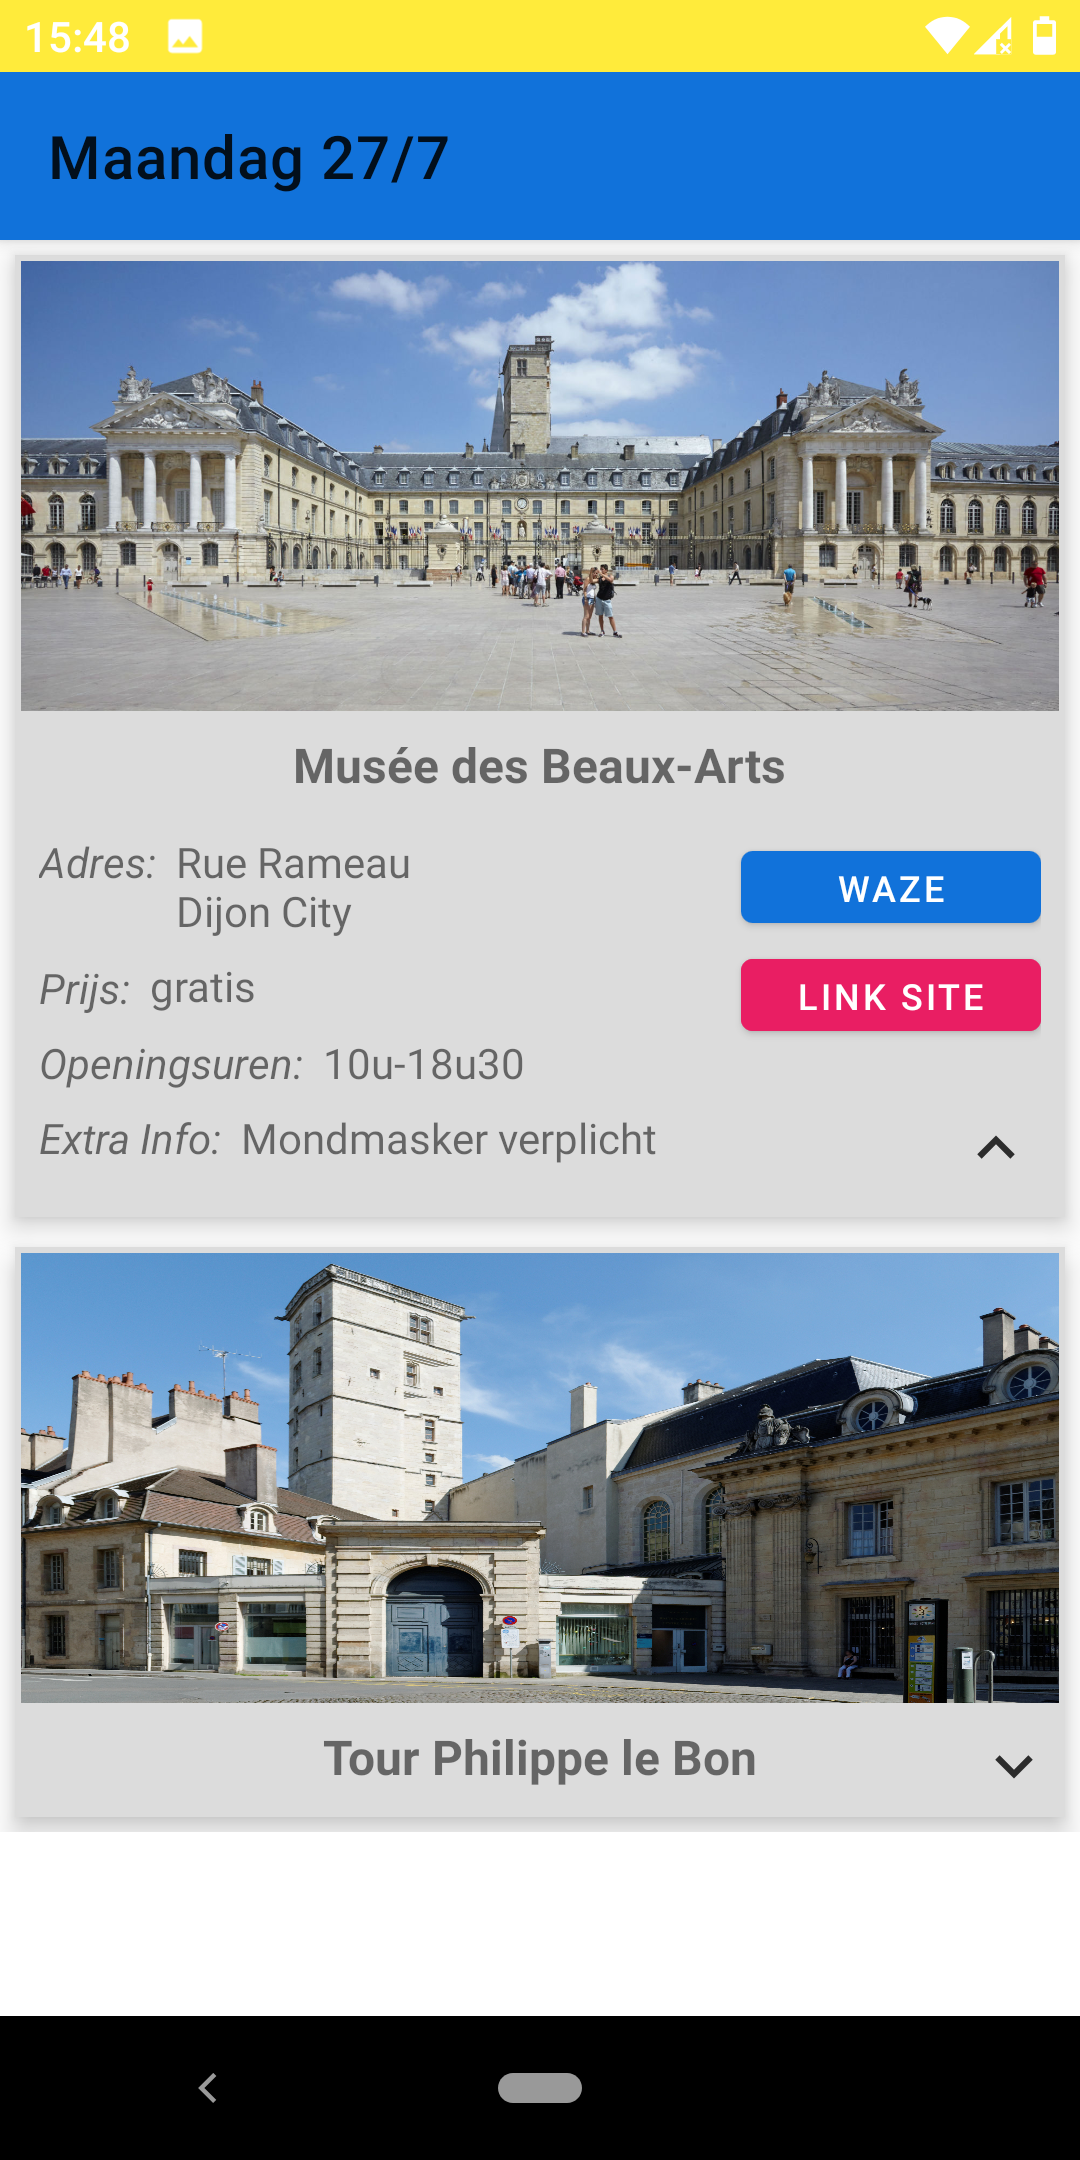 15:48
Maandag 27/7
Musée des Beaux-Arts
Adres: Rue Rameau
Dijon City
WAZE
Prijs: gratis
LINK SITE
Openingsuren: 10u-18u30
Extra Info: Mondmasker verplicht
Tour Philippe le Bon